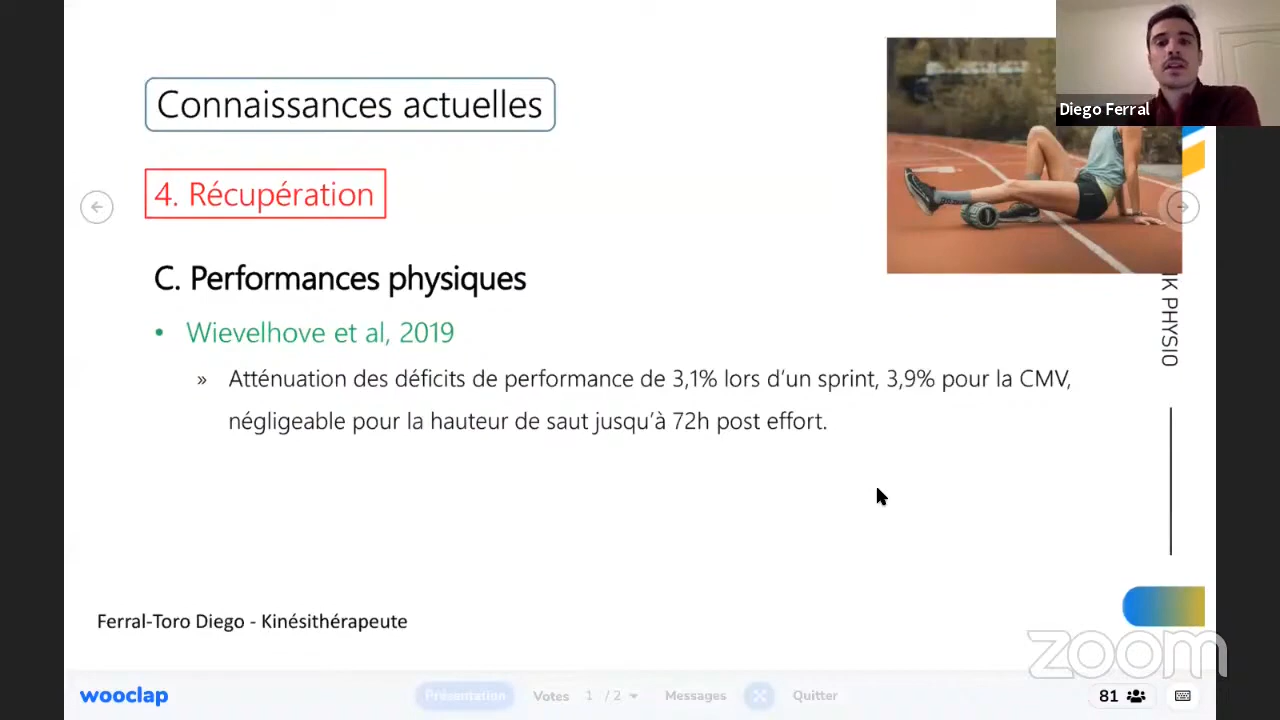 Connaissances actuelles
Diego Ferral
4. Récupération
C. Performances physiques
• Wievelhove et al, 2019
» Atténuation des déficits de performance de 3,1% lors d’un sprint, 3,9% pour la CMV,
négligeable pour la hauteur de saut jusqu’à 72h post effort.
K PHYSIO
Ferral-Toro Diego - Kinésithérapeute
zoom
wooclap
Présentation
Votes 1 / 2
Messages
Quitter
81